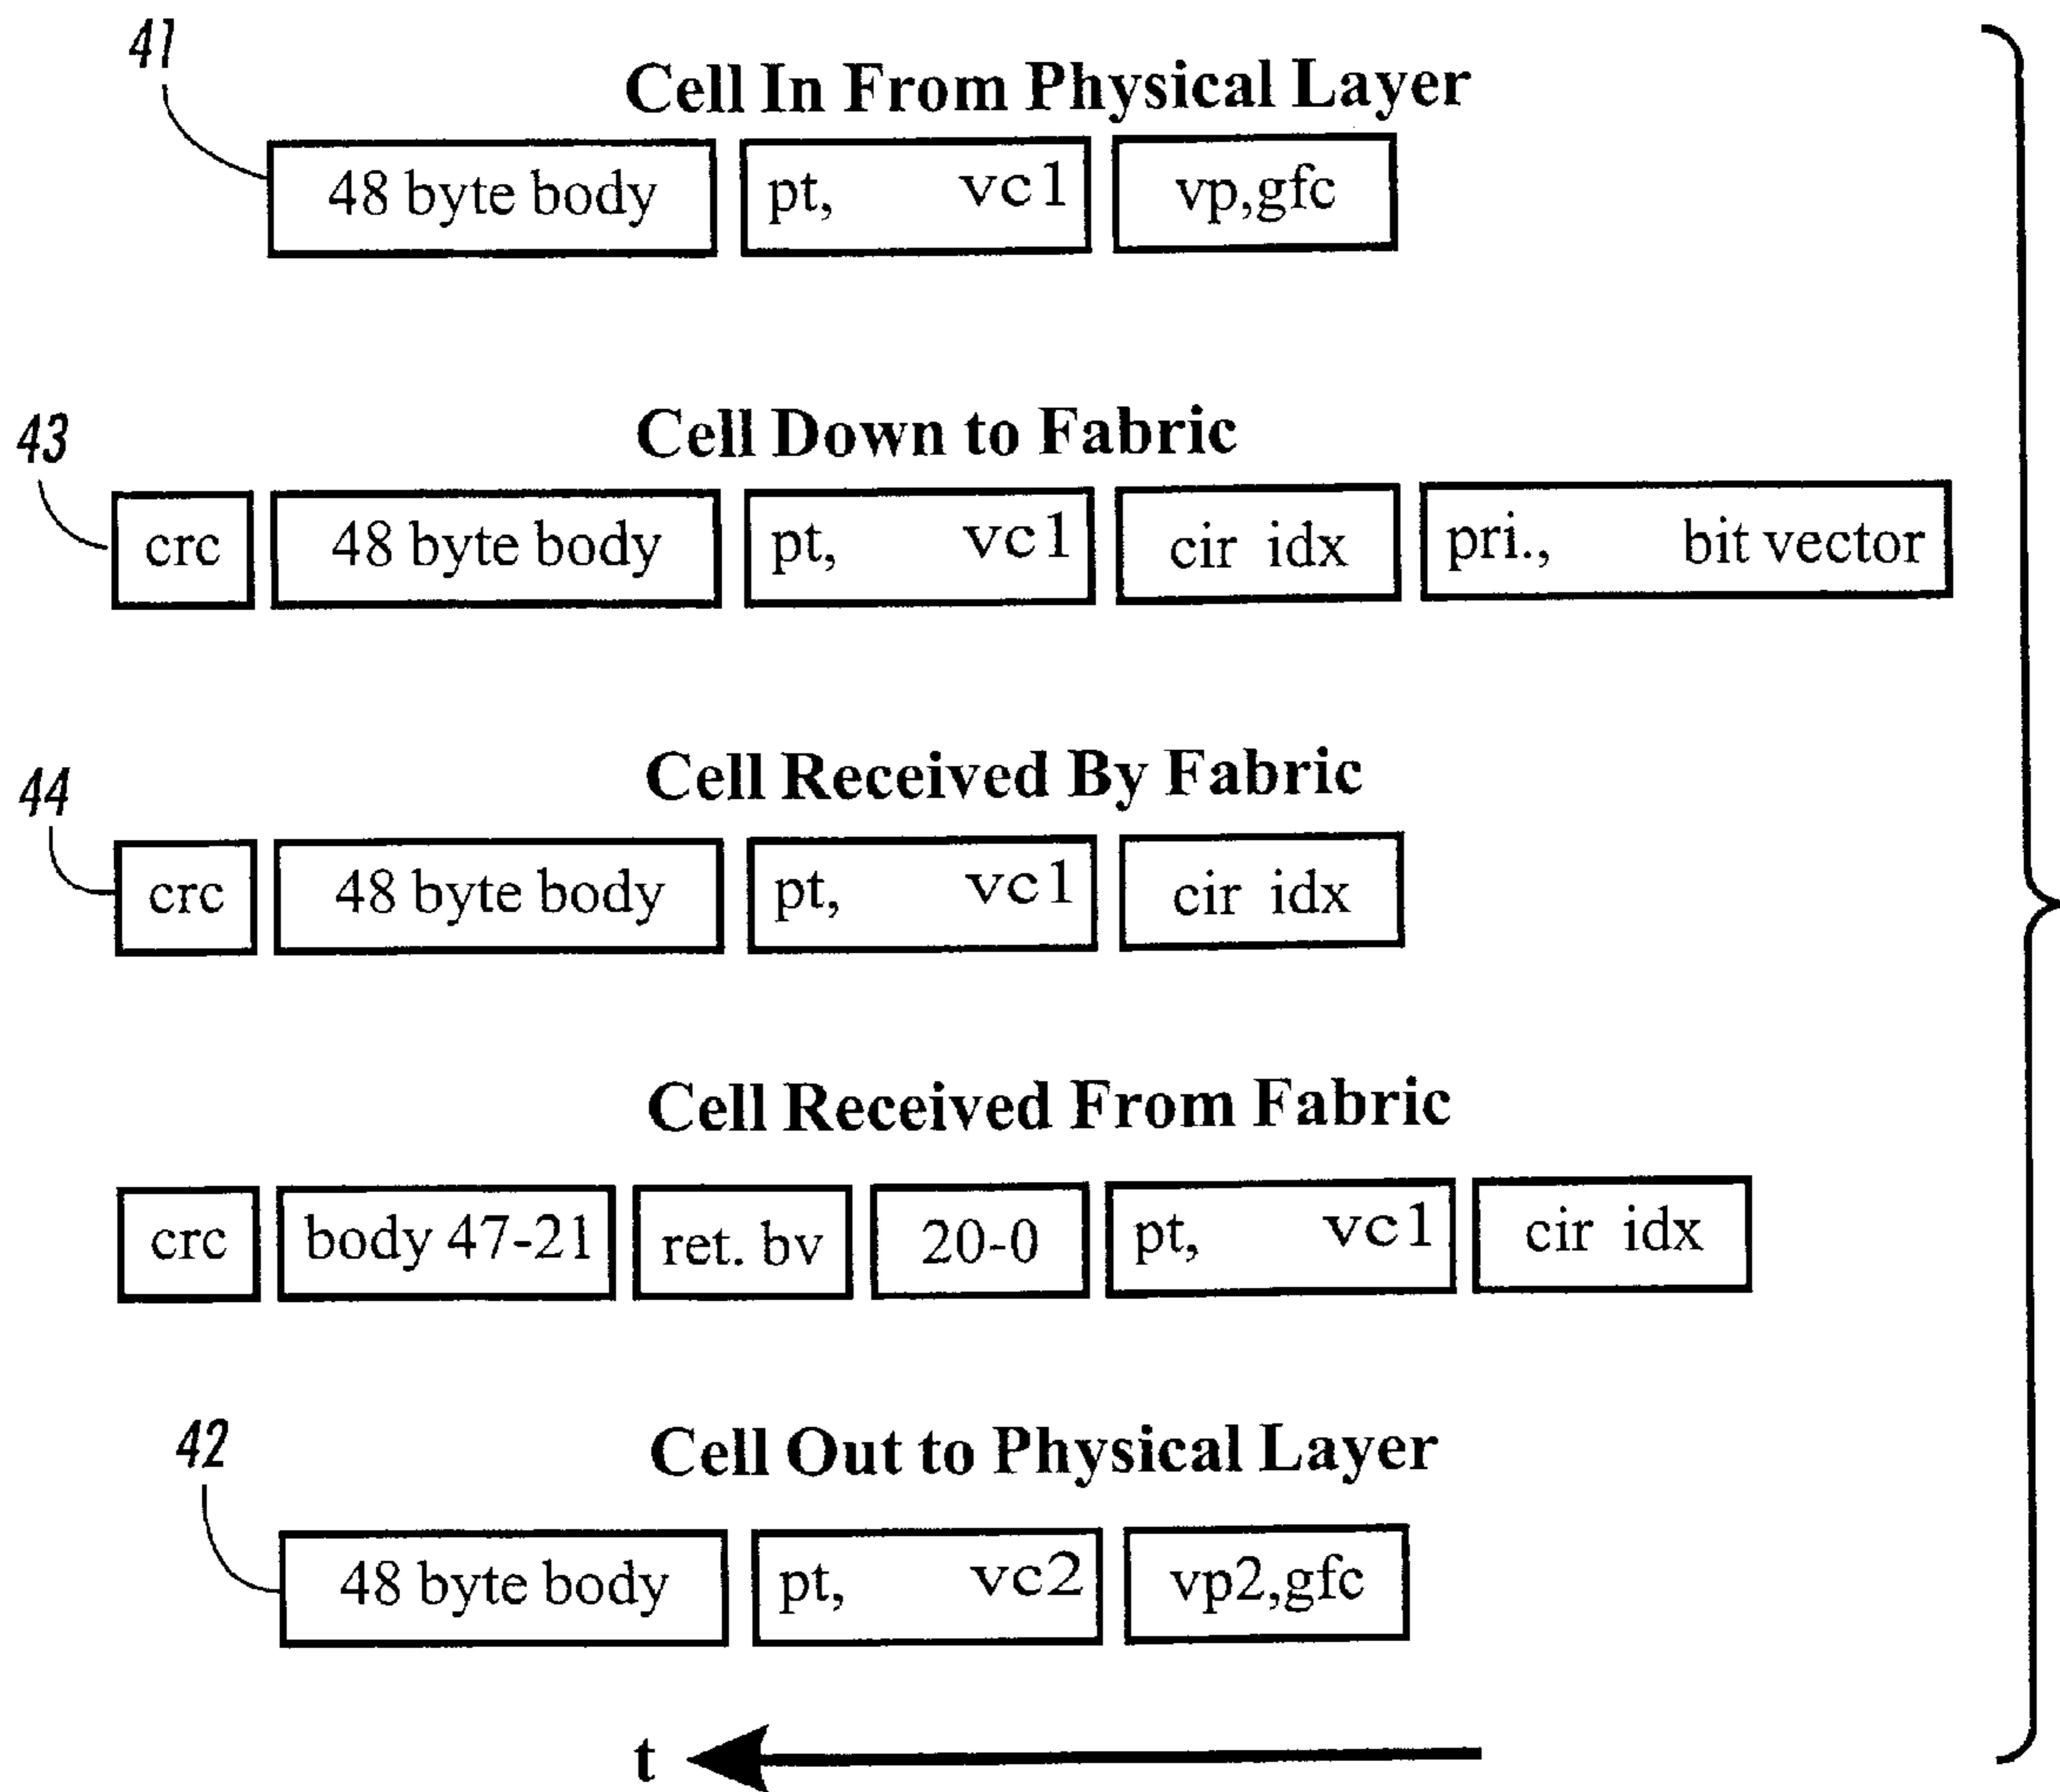 41
Cell In From Physical Layer
48 byte body pt, vc1 vp,gfc
43
Cell Down to Fabric
crc 48 byte body pt, vc1 cir idx pri., bit vector
44
Cell Received By Fabric
crc 48 byte body pt, vc1 cir idx
Cell Received From Fabric
crc body 47-21 ret. bv 20-0 pt, vc1 cir idx
42
Cell Out to Physical Layer
48 byte body pt, vc2 vp2,gfc
t